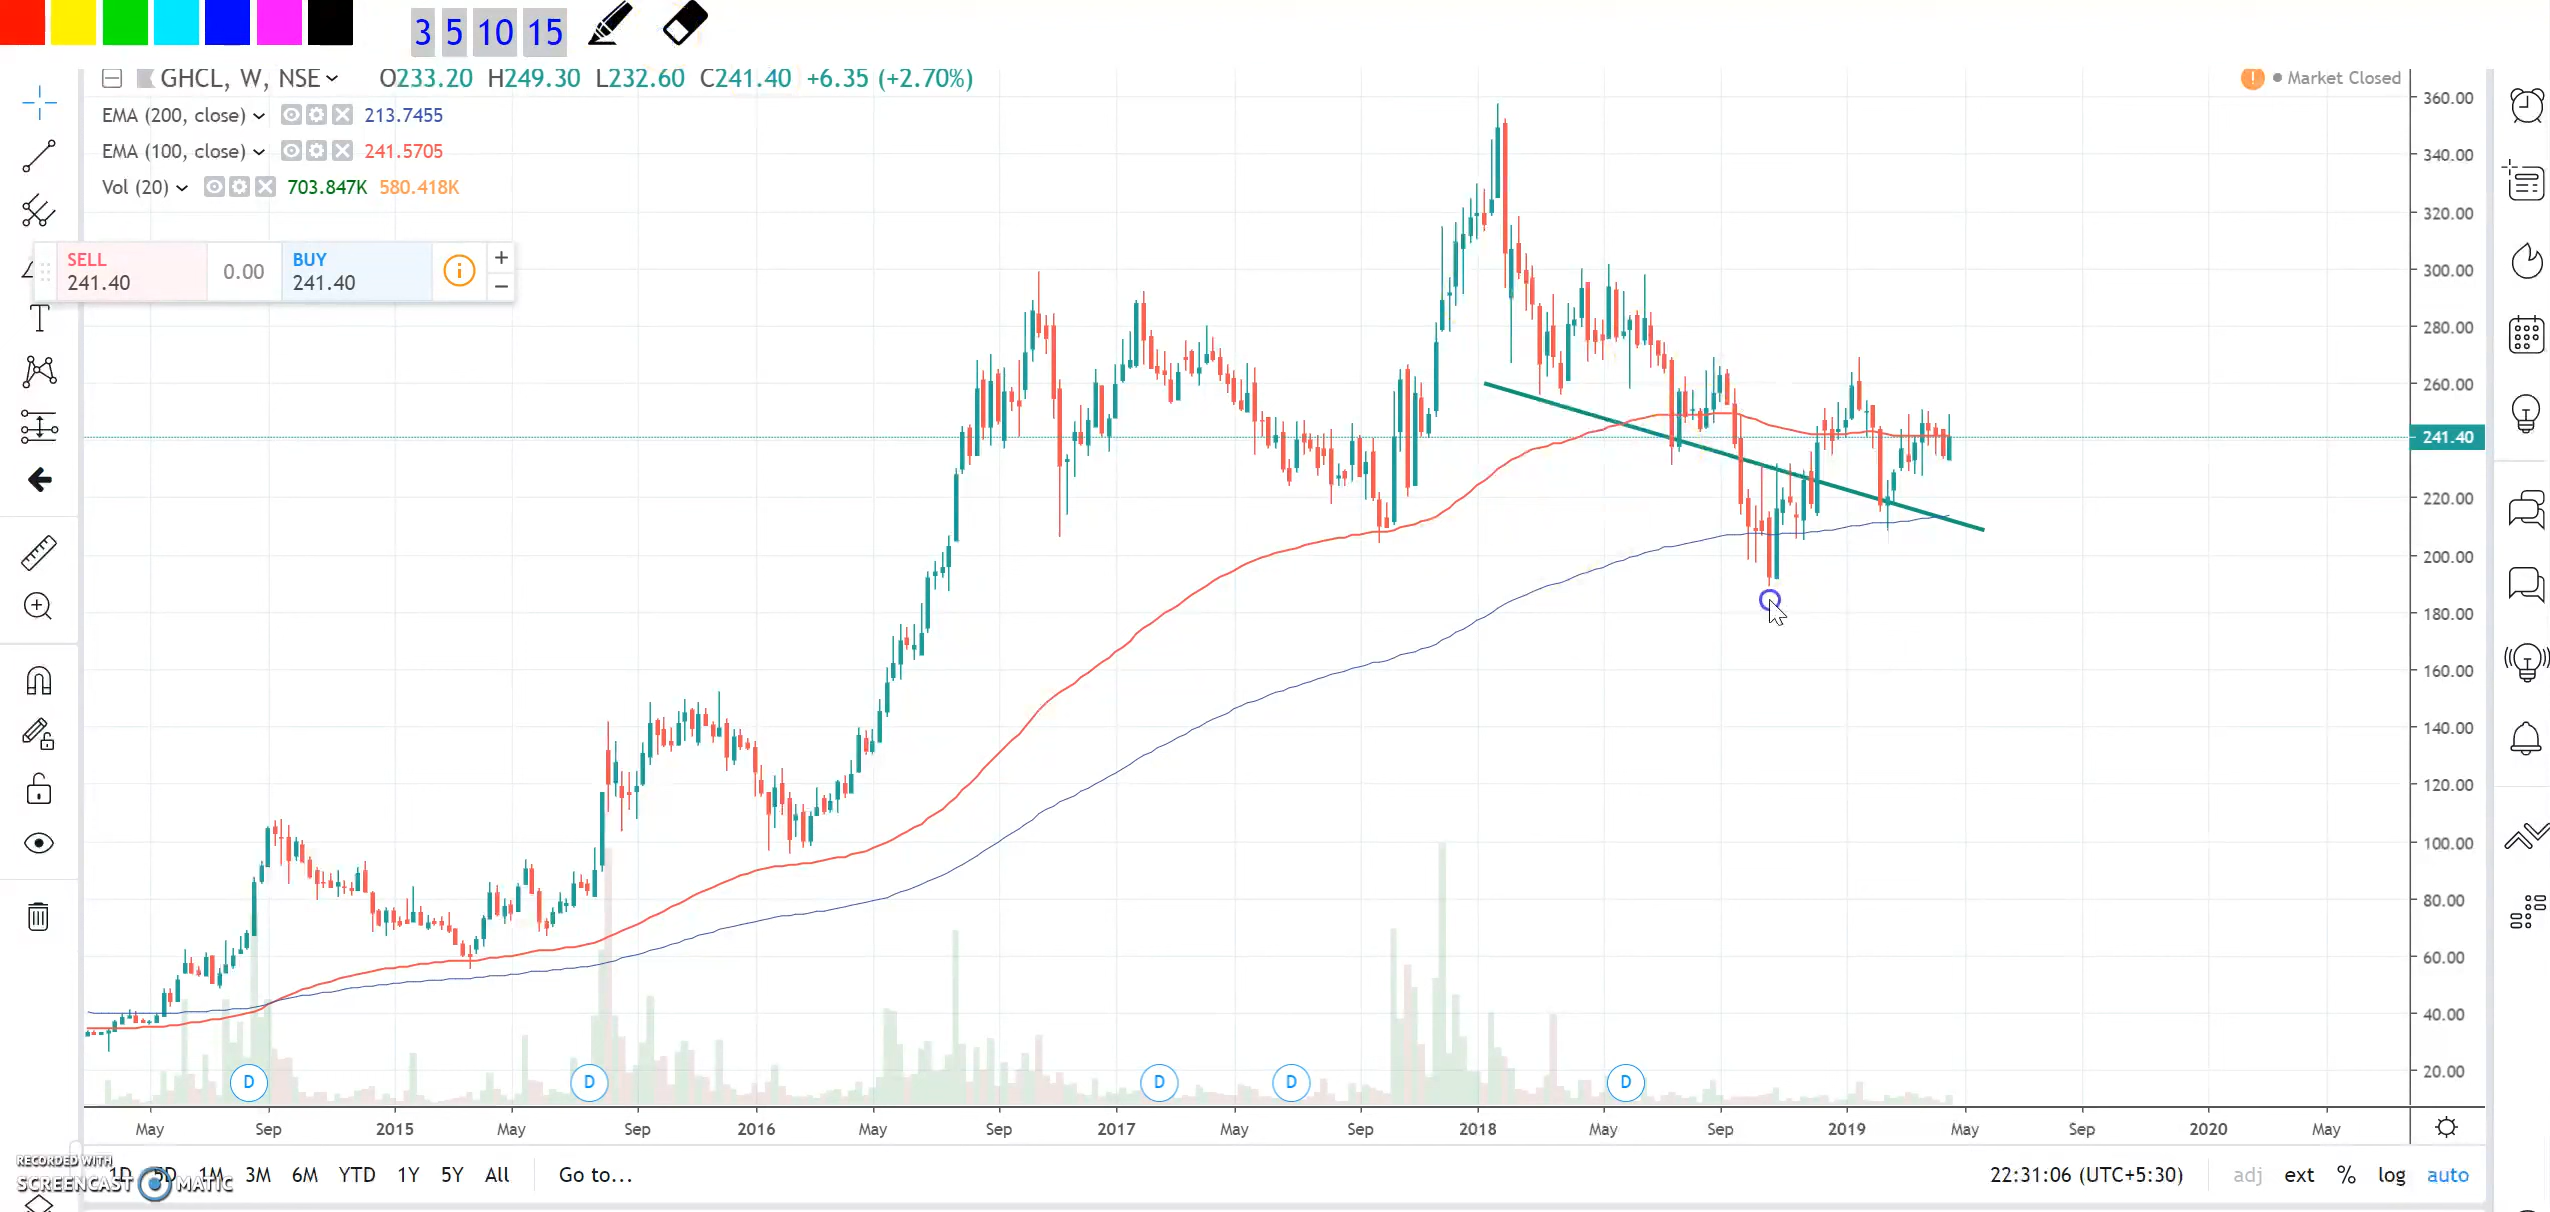 3 5 10 15
GHCL, W, NSE O233.20 H249.30 L232.60 C241.40 +6.35 (+2.70%)
Market Closed
EMA (200, close) 213.7455
EMA (100, close) 241.5705
Vol (20) 703.847K 580.418K
SELL
241.40
0.00
BUY
241.40
+
−
T
360.00
340.00
320.00
300.00
280.00
260.00
241.40
220.00
200.00
180.00
160.00
140.00
120.00
100.00
80.00
60.00
40.00
20.00
D D D D D
May Sep 2015 May Sep 2016 May Sep 2017 May Sep 2018 May Sep 2019 May Sep 2020 May
1D 5D 1M 3M 6M YTD 1Y 5Y All Go to...
22:31:06 (UTC+5:30) adj ext % log auto
RECORDED WITH
SCREENCAST MATIC